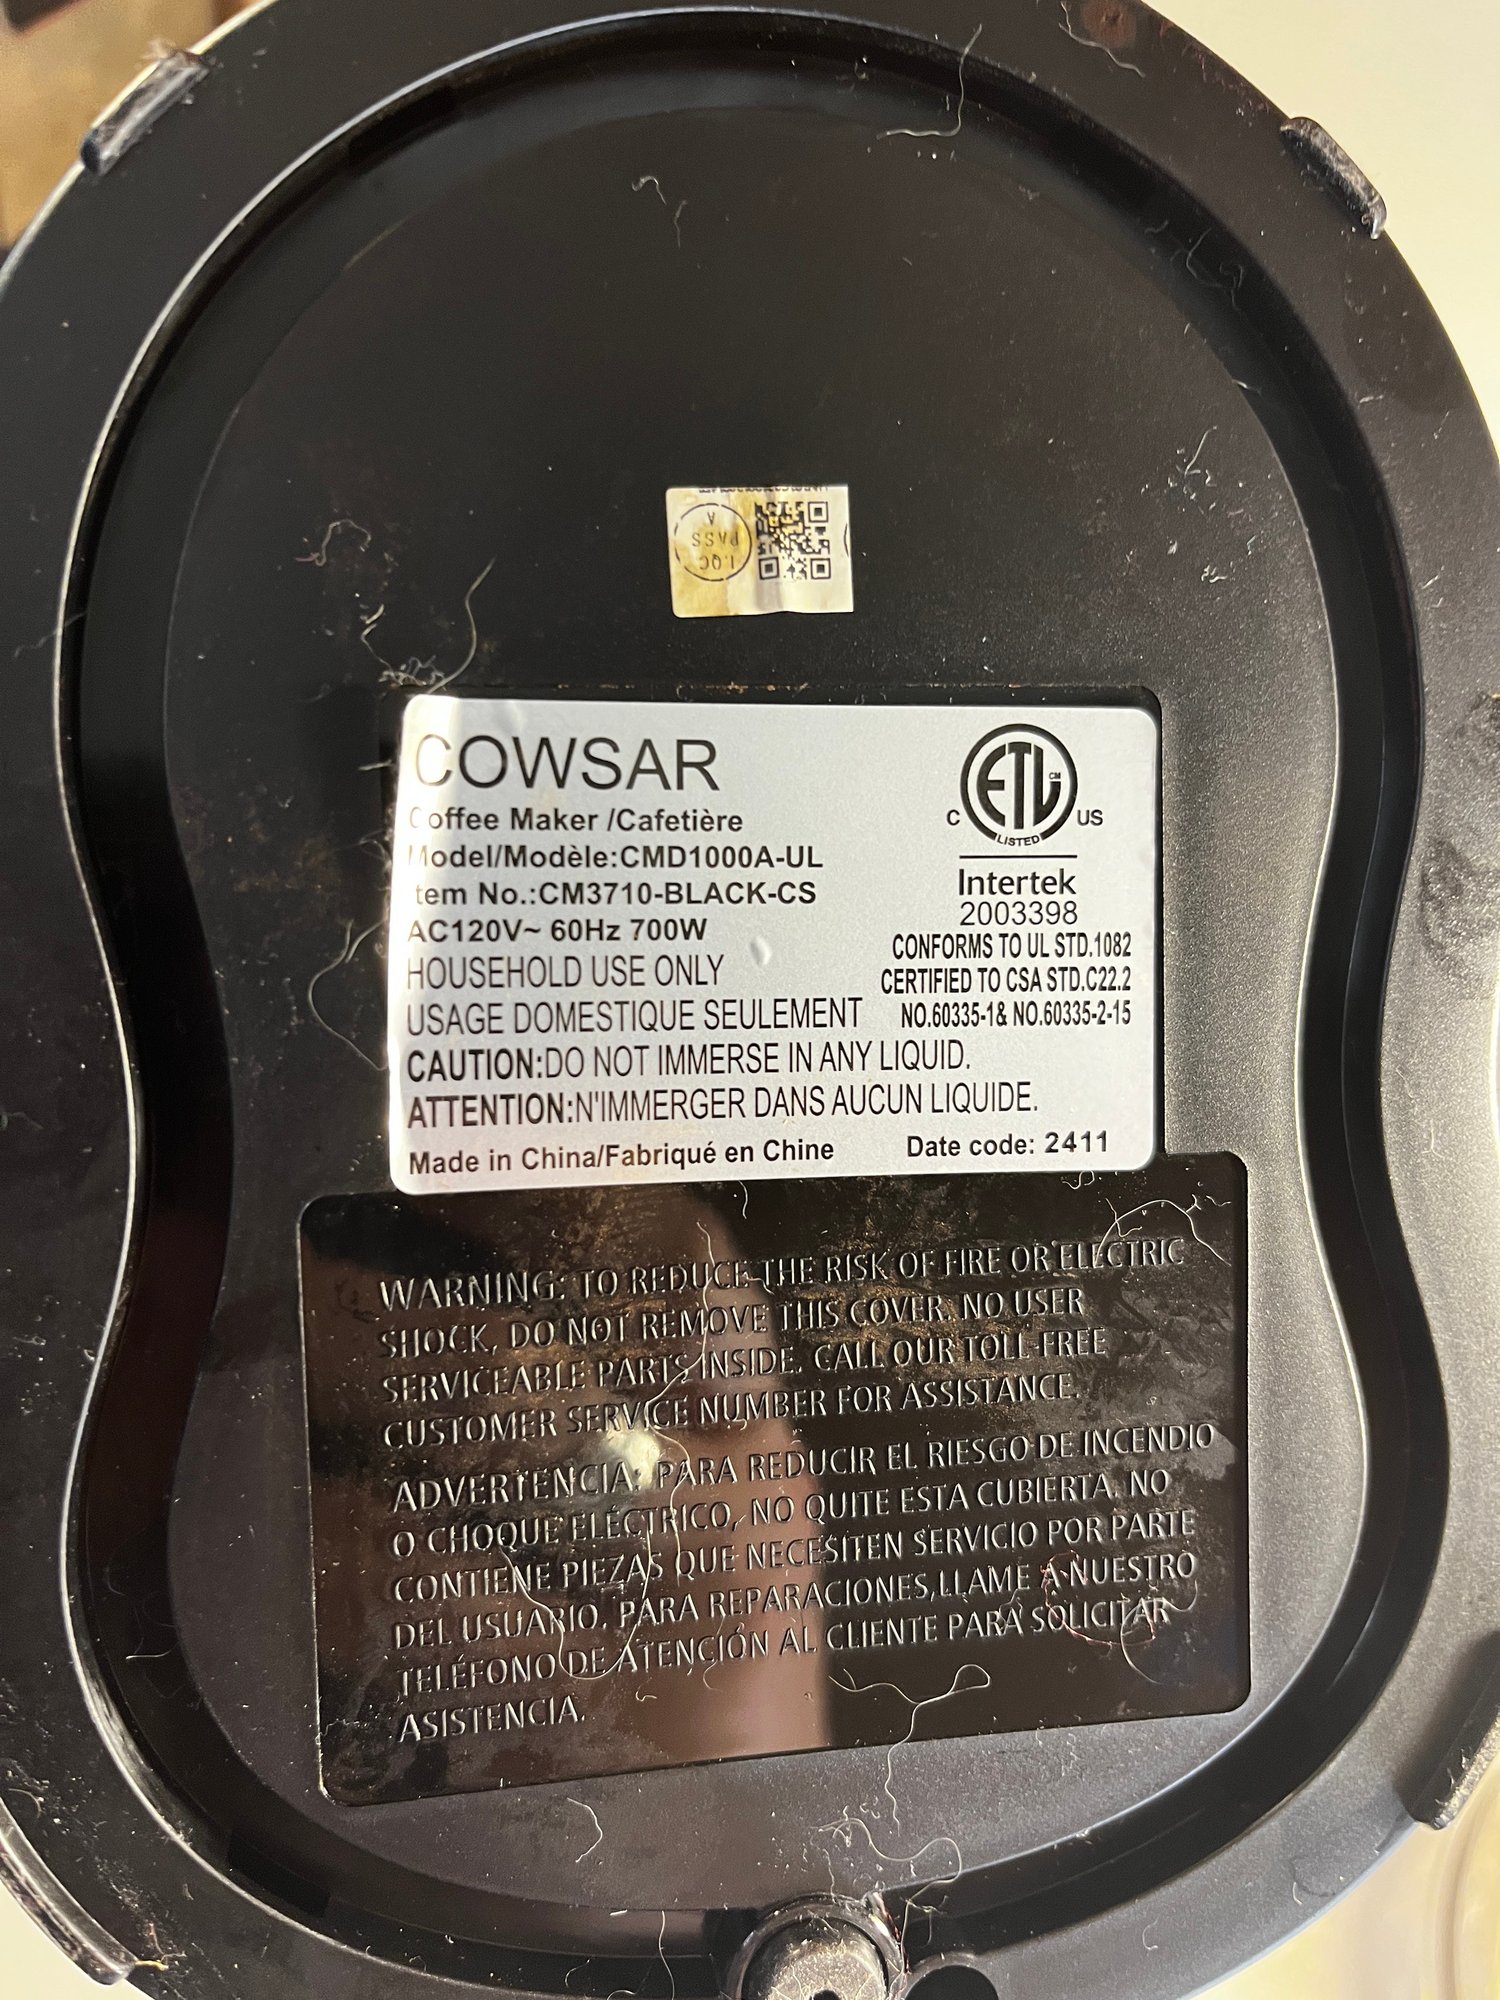 LQC
PASS
A
COWSAR
Coffee Maker /Cafetière
Model/Modèle:CMD1000A-UL
Item No.:CM3710-BLACK-CS
AC120V~ 60Hz 700W
HOUSEHOLD USE ONLY
USAGE DOMESTIQUE SEULEMENT
CAUTION:DO NOT IMMERSE IN ANY LIQUID.
ATTENTION:N'IMMERGER DANS AUCUN LIQUIDE.
Made in China/Fabriqué en Chine
Date code: 2411
ETL CM
C US
LISTED
Intertek
2003398
CONFORMS TO UL STD.1082
CERTIFIED TO CSA STD.C22.2
NO.60335-1& NO.60335-2-15
WARNING: TO REDUCE THE RISK OF FIRE OR ELECTRIC
SHOCK, DO NOT REMOVE THIS COVER. NO USER
SERVICEABLE PARTS INSIDE. CALL OUR TOLL-FREE
CUSTOMER SERVICE NUMBER FOR ASSISTANCE.
ADVERTENCIA: PARA REDUCIR EL RIESGO DE INCENDIO
O CHOQUE ELÉCTRICO, NO QUITE ESTA CUBIERTA. NO
CONTIENE PIEZAS QUE NECESITEN SERVICIO POR PARTE
DEL USUARIO. PARA REPARACIONES,LLAME A NUESTRO
TELÉFONO DE ATENCIÓN AL CLIENTE PARA SOLICITAR
ASISTENCIA.